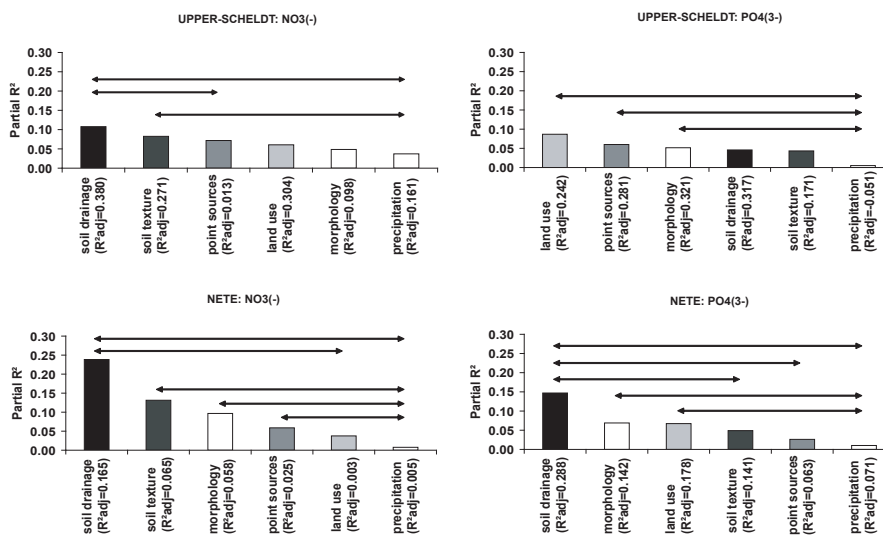 UPPER-SCHELDT: NO3(-)
Partial R²
0.30
0.25
0.20
0.15
0.10
0.05
0.00
soil drainage
(R²adj=0.380)
soil texture
(R²adj=0.271)
point sources
(R²adj=0.013)
land use
(R²adj=0.304)
morphology
(R²adj=0.098)
precipitation
(R²adj=0.161)
UPPER-SCHELDT: PO4(3-)
Partial R²
0.30
0.25
0.20
0.15
0.10
0.05
0.00
land use
(R²adj=0.242)
point sources
(R²adj=0.281)
morphology
(R²adj=0.321)
soil drainage
(R²adj=0.317)
soil texture
(R²adj=0.171)
precipitation
(R²adj=-0.051)
NETE: NO3(-)
Partial R²
0.30
0.25
0.20
0.15
0.10
0.05
0.00
soil drainage
(R²adj=0.165)
soil texture
(R²adj=0.065)
morphology
(R²adj=0.058)
point sources
(R²adj=0.025)
land use
(R²adj=0.003)
precipitation
(R²adj=0.005)
NETE: PO4(3-)
Partial R²
0.30
0.25
0.20
0.15
0.10
0.05
0.00
soil drainage
(R²adj=0.288)
morphology
(R²adj=0.142)
land use
(R²adj=0.178)
soil texture
(R²adj=0.141)
point sources
(R²adj=0.063)
precipitation
(R²adj=0.071)